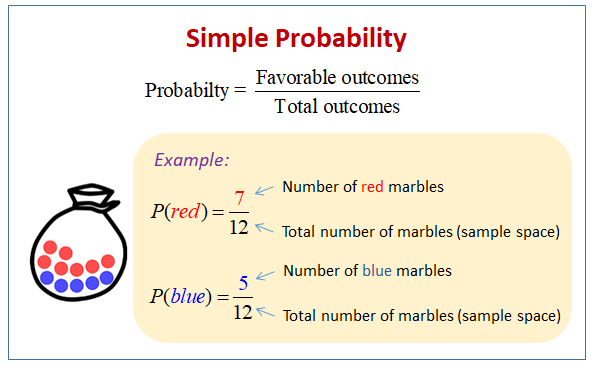 Simple Probability
Probabilty = Favorable outcomes
Total outcomes
Example:
P(red) = 7
12
Number of red marbles
Total number of marbles (sample space)
P(blue) = 5
12
Number of blue marbles
Total number of marbles (sample space)